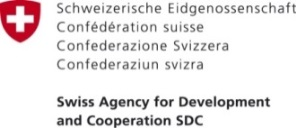 Schweizerische Eidgenossenschaft
Confédération suisse
Confederazione Svizzera
Confederaziun svizra
Swiss Agency for Development
and Cooperation SDC